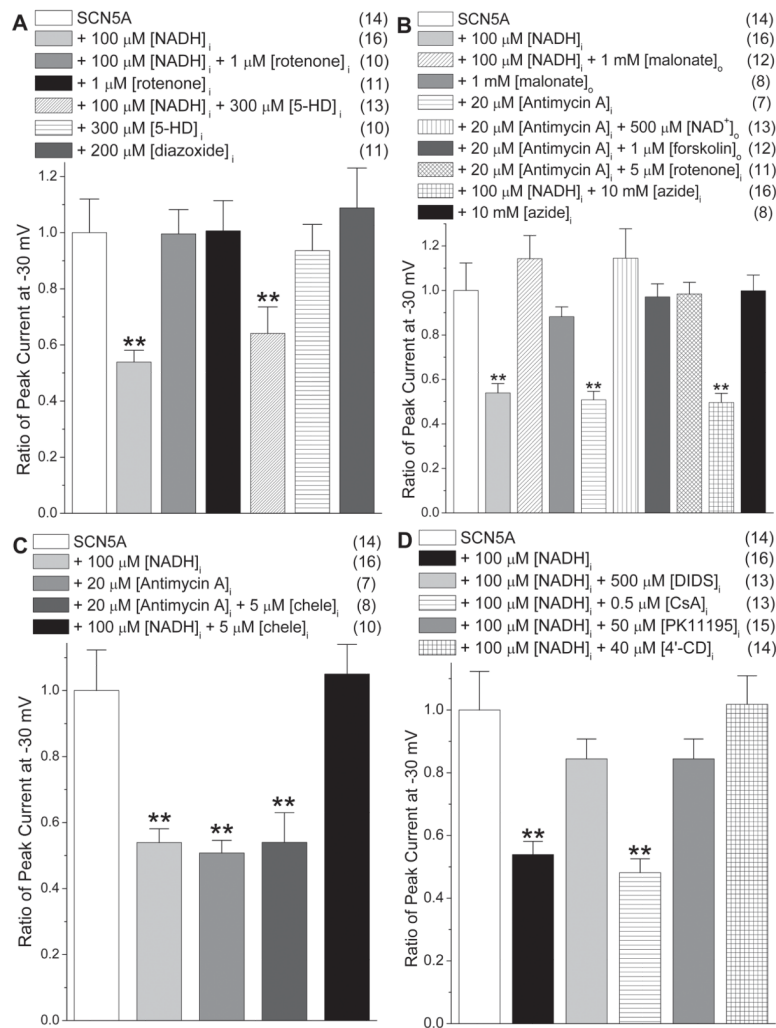 A
SCN5A (14)
+ 100 μM [NADH]i (16)
+ 100 μM [NADH]i + 1 μM [rotenone]i (10)
+ 1 μM [rotenone]i (11)
+ 100 μM [NADH]i + 300 μM [5-HD]i (13)
+ 300 μM [5-HD]i (10)
+ 200 μM [diazoxide]i (11)
Ratio of Peak Current at -30 mV
1.2
1.0
0.8
0.6
0.4
0.2
0.0
**
**
B
SCN5A (14)
+ 100 μM [NADH]i (16)
+ 100 μM [NADH]i + 1 mM [malonate]o (12)
+ 1 mM [malonate]o (8)
+ 20 μM [Antimycin A]i (7)
+ 20 μM [Antimycin A]i + 500 μM [NAD+]o (13)
+ 20 μM [Antimycin A]i + 1 μM [forskolin]o (12)
+ 20 μM [Antimycin A]i + 5 μM [rotenone]i (11)
+ 100 μM [NADH]i + 10 mM [azide]i (16)
+ 10 mM [azide]i (8)
Ratio of Peak Current at -30 mV
1.2
1.0
0.8
0.6
0.4
0.2
0.0
**
**
**
C
SCN5A (14)
+ 100 μM [NADH]i (16)
+ 20 μM [Antimycin A]i (7)
+ 20 μM [Antimycin A]i + 5 μM [chele]i (8)
+ 100 μM [NADH]i + 5 μM [chele]i (10)
Ratio of Peak Current at -30 mV
1.0
0.8
0.6
0.4
0.2
0.0
**
**
**
D
SCN5A (14)
+ 100 μM [NADH]i (16)
+ 100 μM [NADH]i + 500 μM [DIDS]i (13)
+ 100 μM [NADH]i + 0.5 μM [CsA]i (13)
+ 100 μM [NADH]i + 50 μM [PK11195]i (15)
+ 100 μM [NADH]i + 40 μM [4'-CD]i (14)
Ratio of Peak Current at -30 mV
1.0
0.8
0.6
0.4
0.2
0.0
**
**